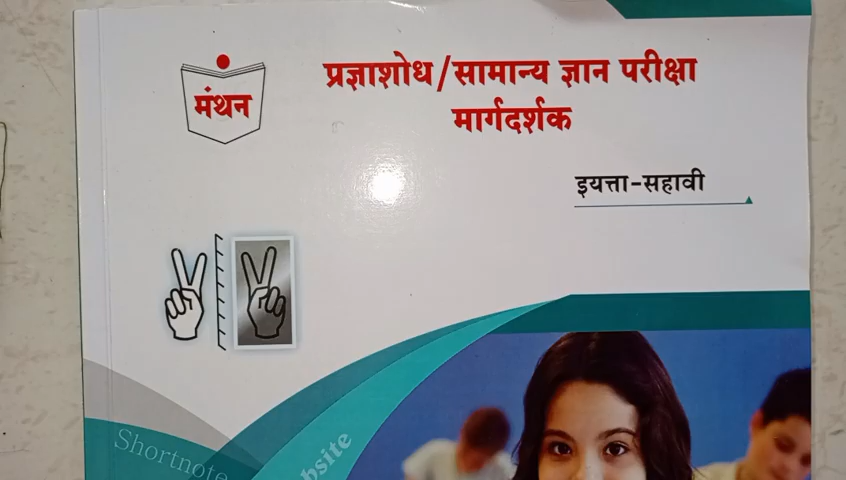 मंथन
प्रज्ञाशोध/सामान्य ज्ञान परीक्षा
मार्गदर्शक
इयत्ता-सहावी
Shortnote